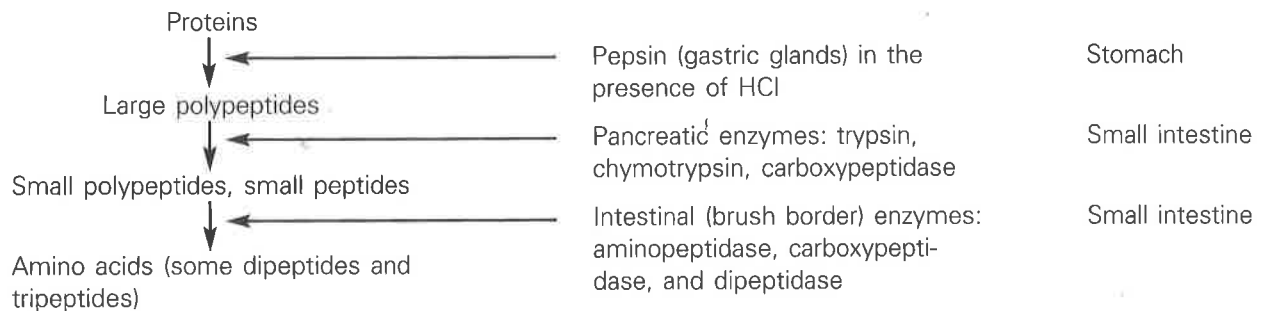 Proteins
Pepsin (gastric glands) in the
presence of HCl
Stomach
Large polypeptides
Pancreatic enzymes: trypsin,
chymotrypsin, carboxypeptidase
Small intestine
Small polypeptides, small peptides
Intestinal (brush border) enzymes:
aminopeptidase, carboxypepti-
dase, and dipeptidase
Small intestine
Amino acids (some dipeptides and
tripeptides)